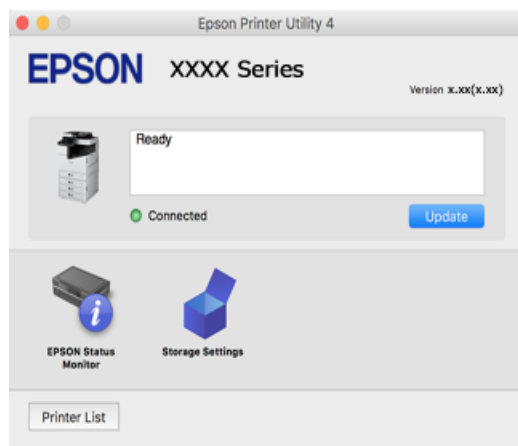 Epson Printer Utility 4
EPSON XXXX Series
Version x.xx(x.xx)
Ready
Connected
Update
EPSON Status
Monitor
Storage Settings
Printer List